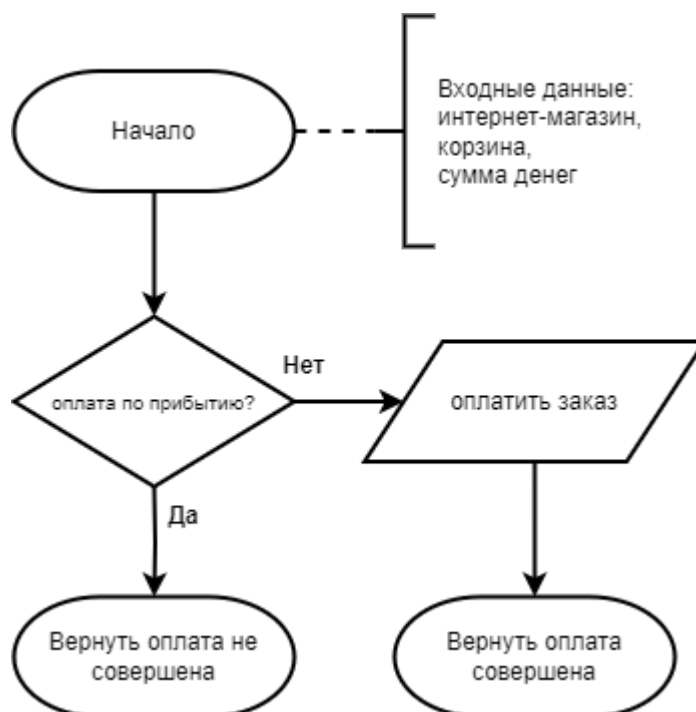 Начало
Входные данные:
интернет-магазин,
корзина,
сумма денег
оплата по прибытию?
Нет
оплатить заказ
Да
Вернуть оплата не
совершена
Вернуть оплата
совершена